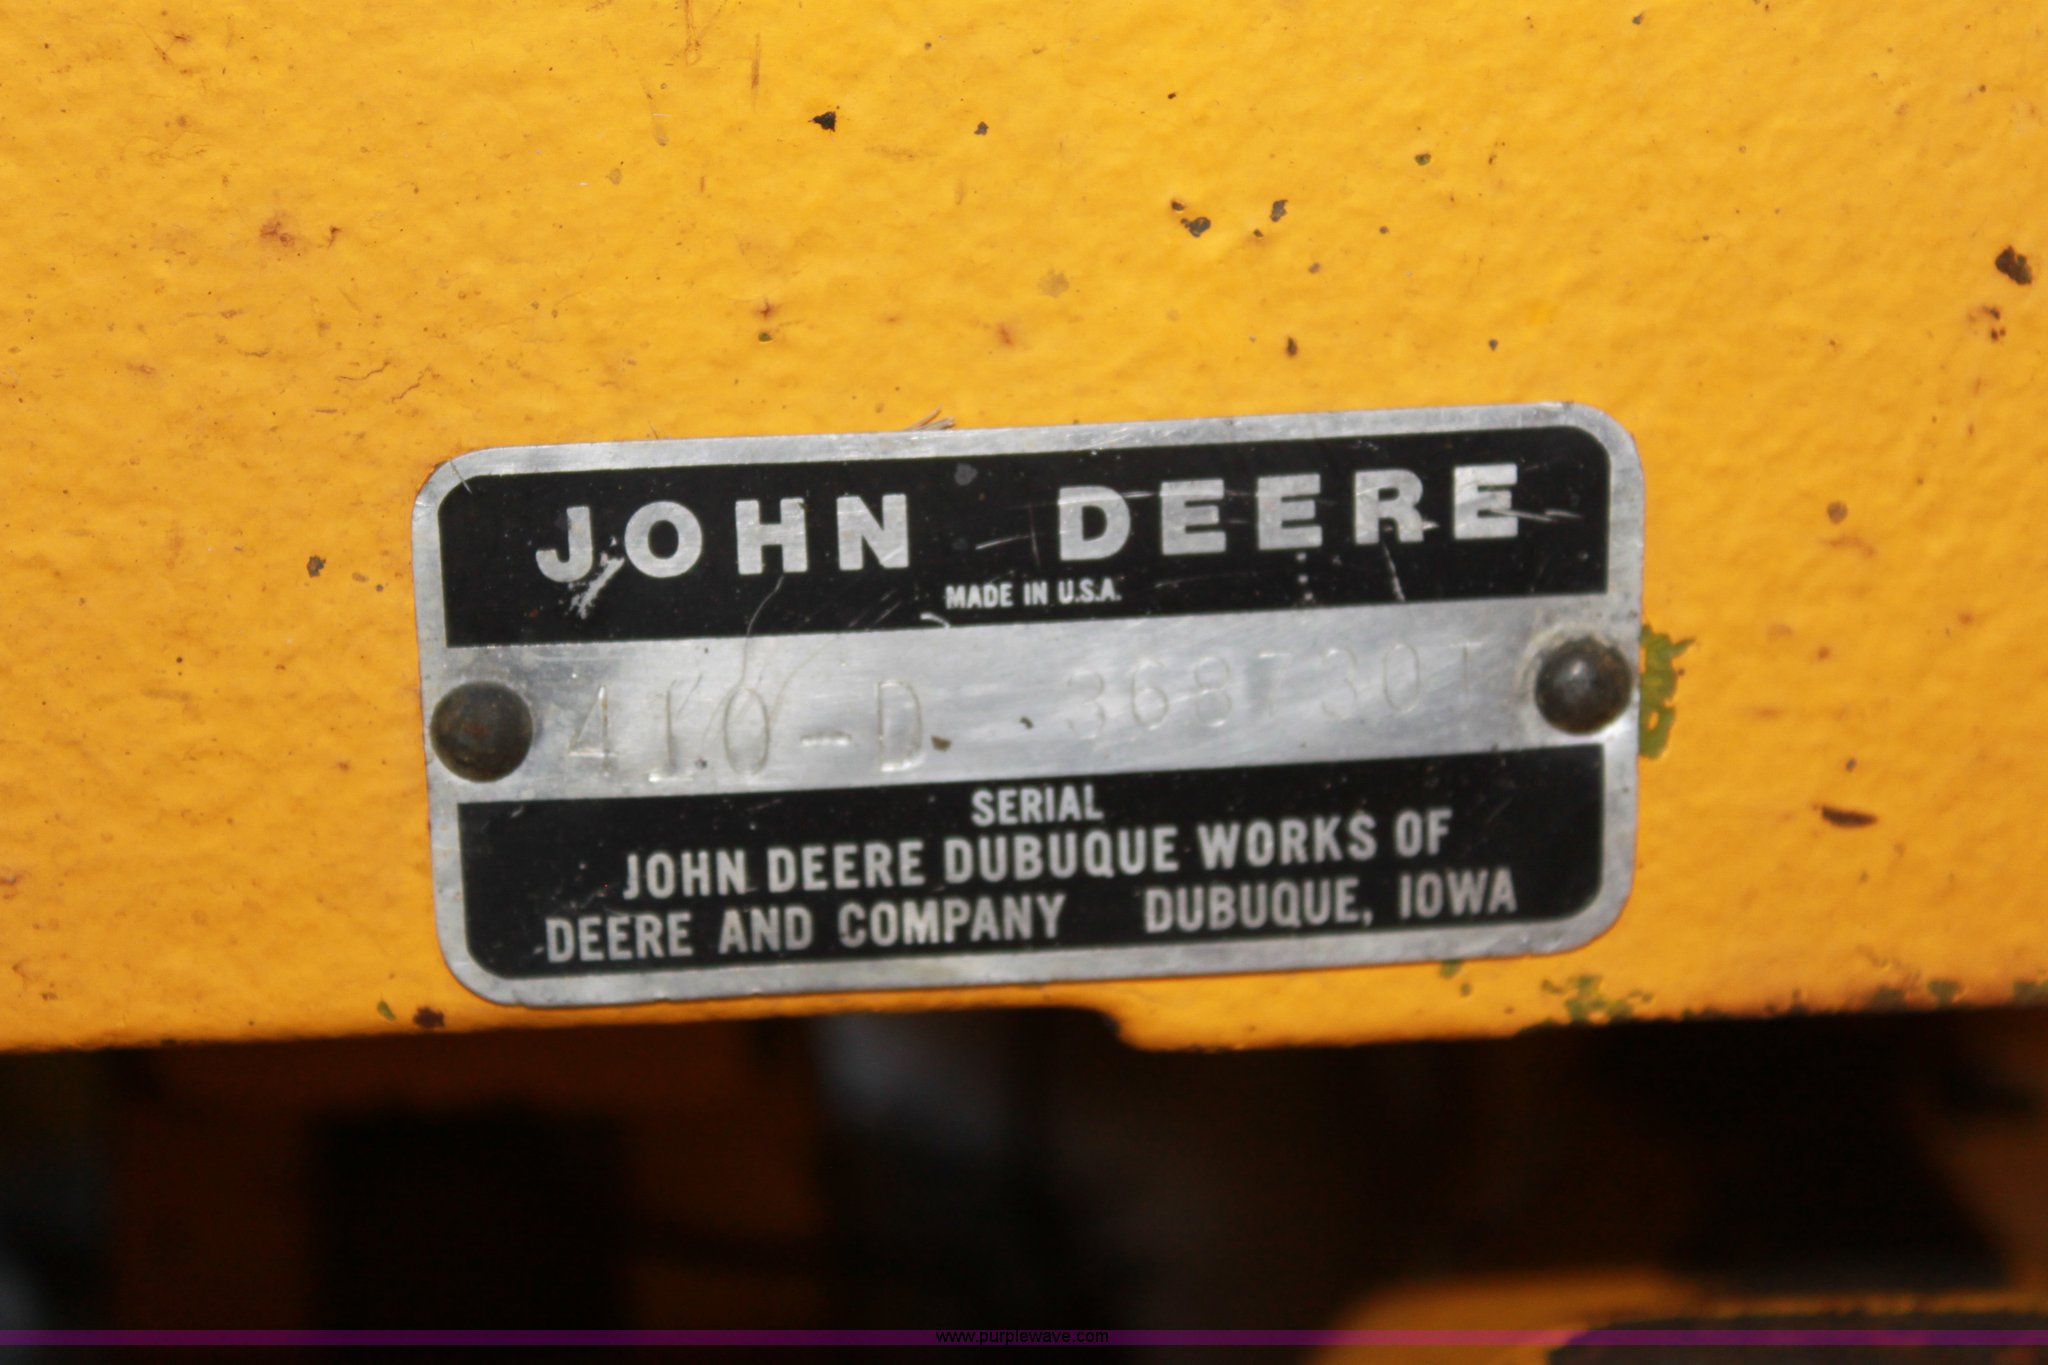 JOHN DEERE
MADE IN U.S.A.
410-D 368730T
SERIAL
JOHN DEERE DUBUQUE WORKS OF
DEERE AND COMPANY DUBUQUE, IOWA
www.purplewave.com